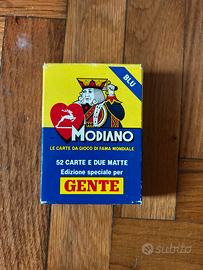 BLU
MODIANO
LE CARTE DA GIOCO DI FAMA MONDIALE
52 CARTE E DUE MATTE
Edizione speciale per
GENTE
subito